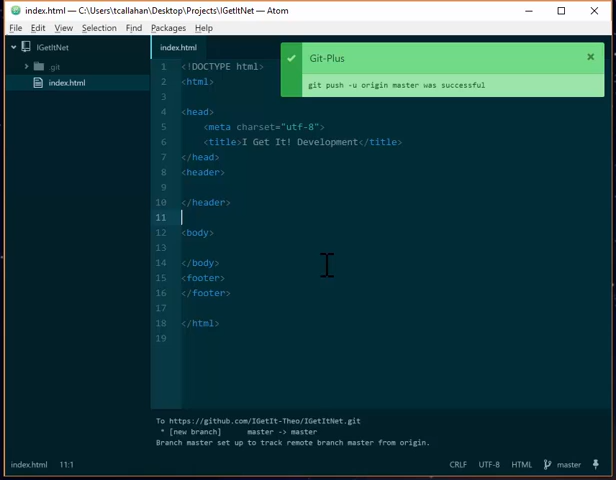 index.html — C:\Users\tcallahan\Desktop\Projects\IGetItNet — Atom
File Edit View Selection Find Packages Help
IGetItNet
.git
index.html
index.html
Git-Plus
git push -u origin master was successful
1 <!DOCTYPE html>
2 <html>
3
4 <head>
5 <meta charset="utf-8">
6 <title>I Get It! Development</title>
7 </head>
8 <header>
9
10 </header>
11
12 <body>
13
14 </body>
15 <footer>
16 </footer>
17
18 </html>
19
To https://github.com/IGetIt-Theo/IGetItNet.git
* [new branch] master -> master
Branch master set up to track remote branch master from origin.
index.html 11:1 CRLF UTF-8 HTML master